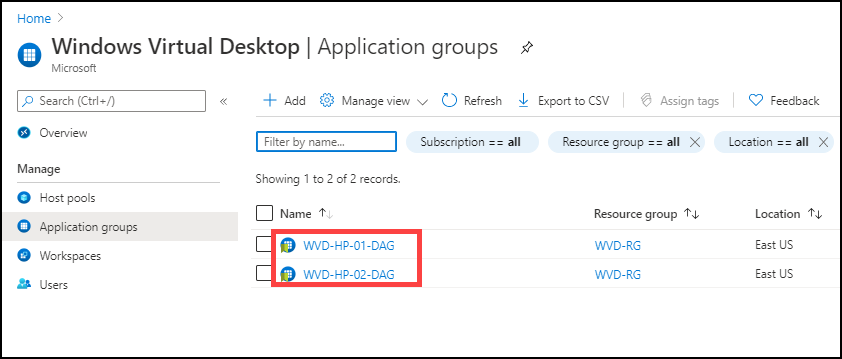 Home >
Windows Virtual Desktop | Application groups
Microsoft
Search (Ctrl+/)
«
Add
Manage view
Refresh
Export to CSV
Assign tags
Feedback
Overview
Filter by name...
Subscription == all
Resource group == all
Location == all
Manage
Showing 1 to 2 of 2 records.
Host pools
Application groups
Workspaces
Users
Name ↑↓
Resource group ↑↓
Location ↑↓
WVD-HP-01-DAG
WVD-RG
East US
WVD-HP-02-DAG
WVD-RG
East US